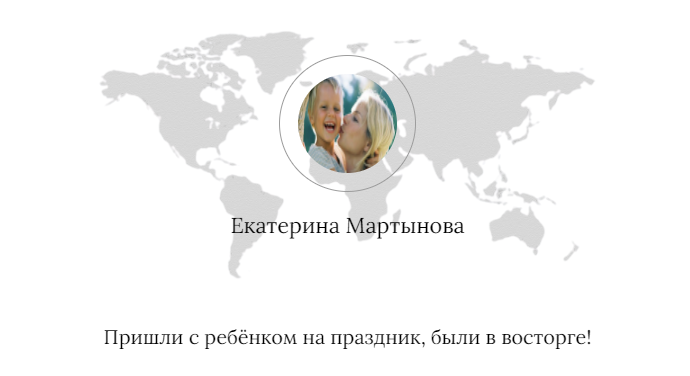 Екатерина Мартынова
Пришли с ребёнком на праздник, были в восторге!